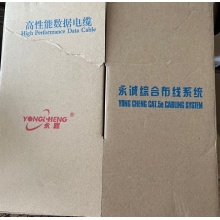 高性能数据电缆
High Performance Data Cable
永诚综合布线系统
YONG CHENG CAT.5e CABLING SYSTEM
YONGCHENG
永诚